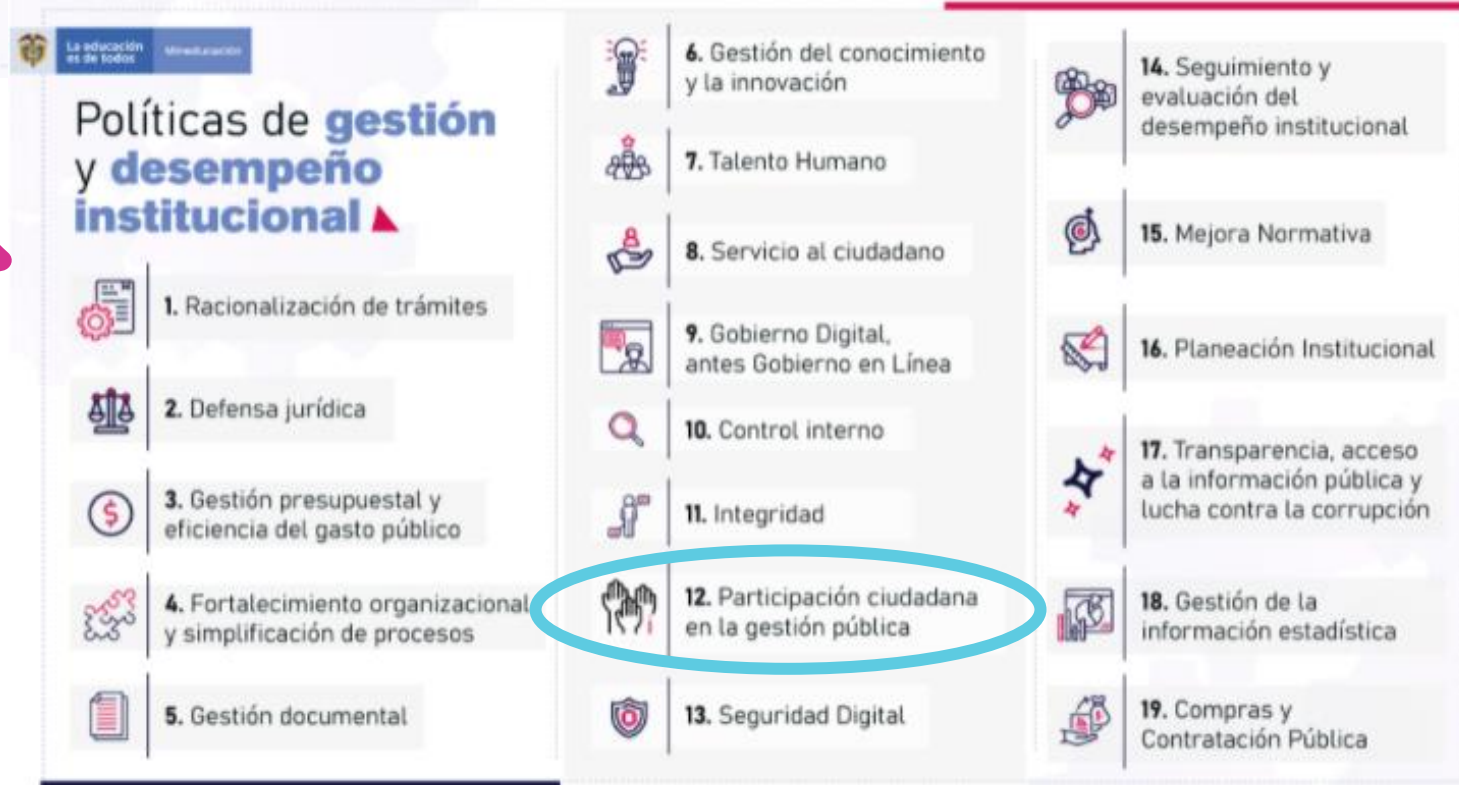 La educación
es de todos
Mineducación
Políticas de gestión
y desempeño
institucional
1. Racionalización de trámites
2. Defensa jurídica
3. Gestión presupuestal y
eficiencia del gasto público
4. Fortalecimiento organizacional
y simplificación de procesos
5. Gestión documental
6. Gestión del conocimiento
y la innovación
7. Talento Humano
8. Servicio al ciudadano
9. Gobierno Digital,
antes Gobierno en Línea
10. Control interno
11. Integridad
12. Participación ciudadana
en la gestión pública
13. Seguridad Digital
14. Seguimiento y
evaluación del
desempeño institucional
15. Mejora Normativa
16. Planeación Institucional
17. Transparencia, acceso
a la información pública y
lucha contra la corrupción
18. Gestión de la
información estadística
19. Compras y
Contratación Pública